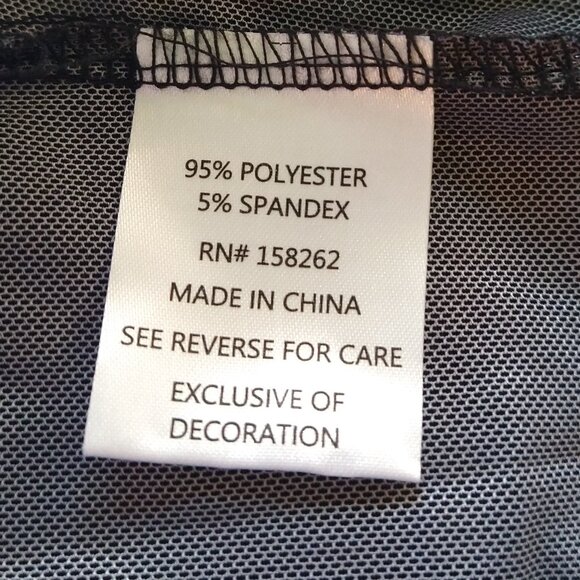 95% POLYESTER
5% SPANDEX
RN# 158262
MADE IN CHINA
SEE REVERSE FOR CARE
EXCLUSIVE OF
DECORATION